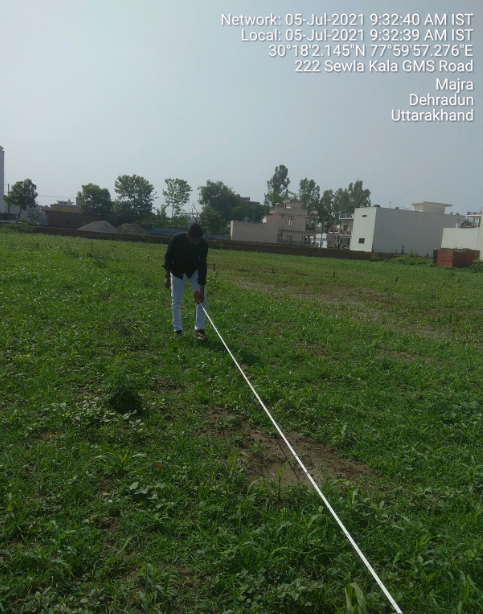 Network: 05-Jul-2021 9:32:40 AM IST
Local: 05-Jul-2021 9:32:39 AM IST
30°18'2.145"N 77°59'57.276"E
222 Sewla Kala GMS Road
Majra
Dehradun
Uttarakhand